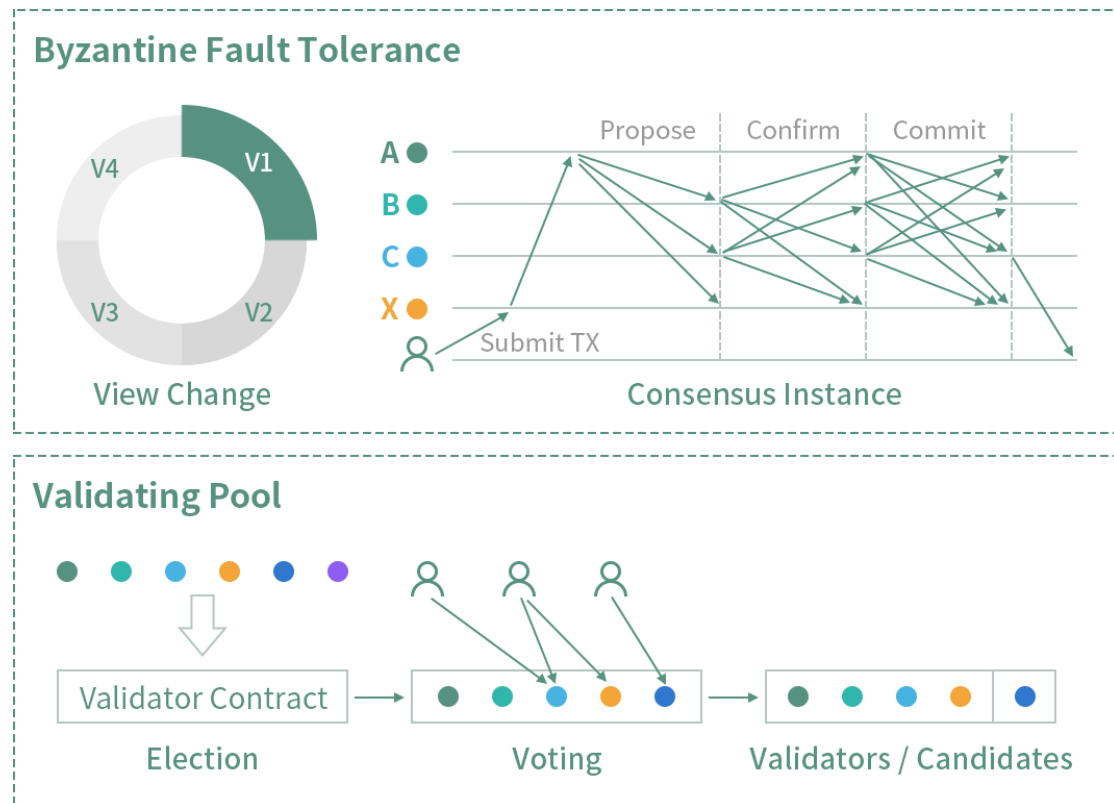 Byzantine Fault Tolerance
V4
V1
V3
V2
View Change
Propose
Confirm
Commit
A
B
C
X
Submit TX
Consensus Instance
Validating Pool
Validator Contract
Election
Voting
Validators / Candidates